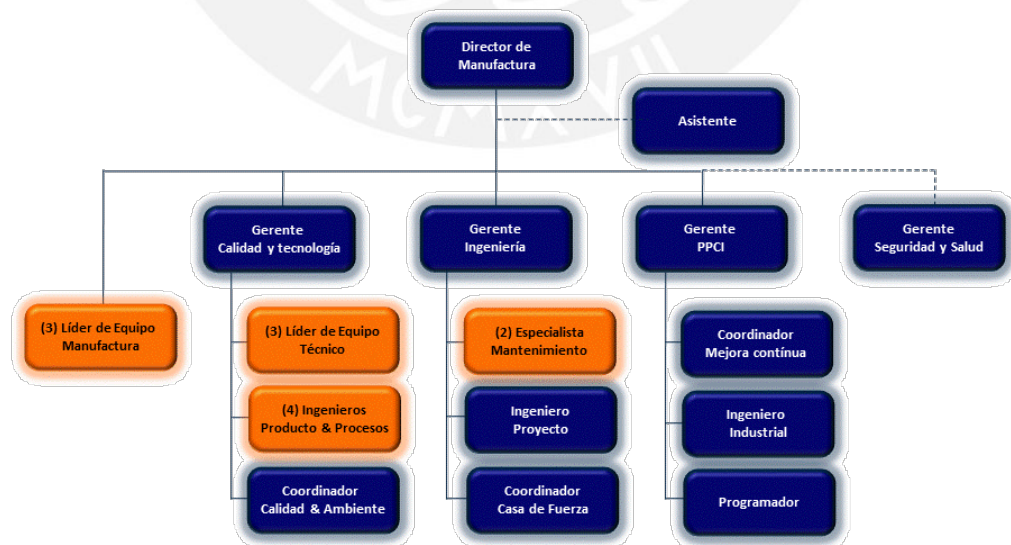 Director de
Manufactura
MCMXVII
Asistente
Gerente
Calidad y tecnología
Gerente
Ingeniería
Gerente
PPCI
Gerente
Seguridad y Salud
(3) Líder de Equipo
Manufactura
(3) Líder de Equipo
Técnico
(2) Especialista
Mantenimiento
Coordinador
Mejora contínua
(4) Ingenieros
Producto & Procesos
Ingeniero
Proyecto
Ingeniero
Industrial
Coordinador
Calidad & Ambiente
Coordinador
Casa de Fuerza
Programador